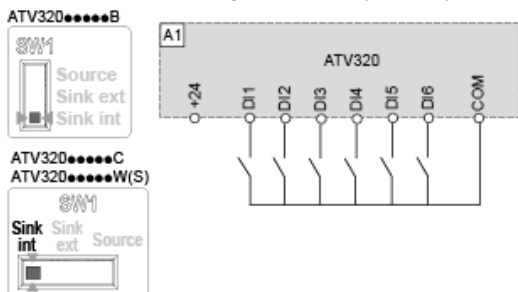 ATV320●●●●●B
SW1
Source
Sink ext
Sink int
A1
ATV320
+24
DI1
DI2
DI3
DI4
DI5
DI6
COM
ATV320●●●●●C
ATV320●●●●●W(S)
SW1
Sink int
Sink ext
Source